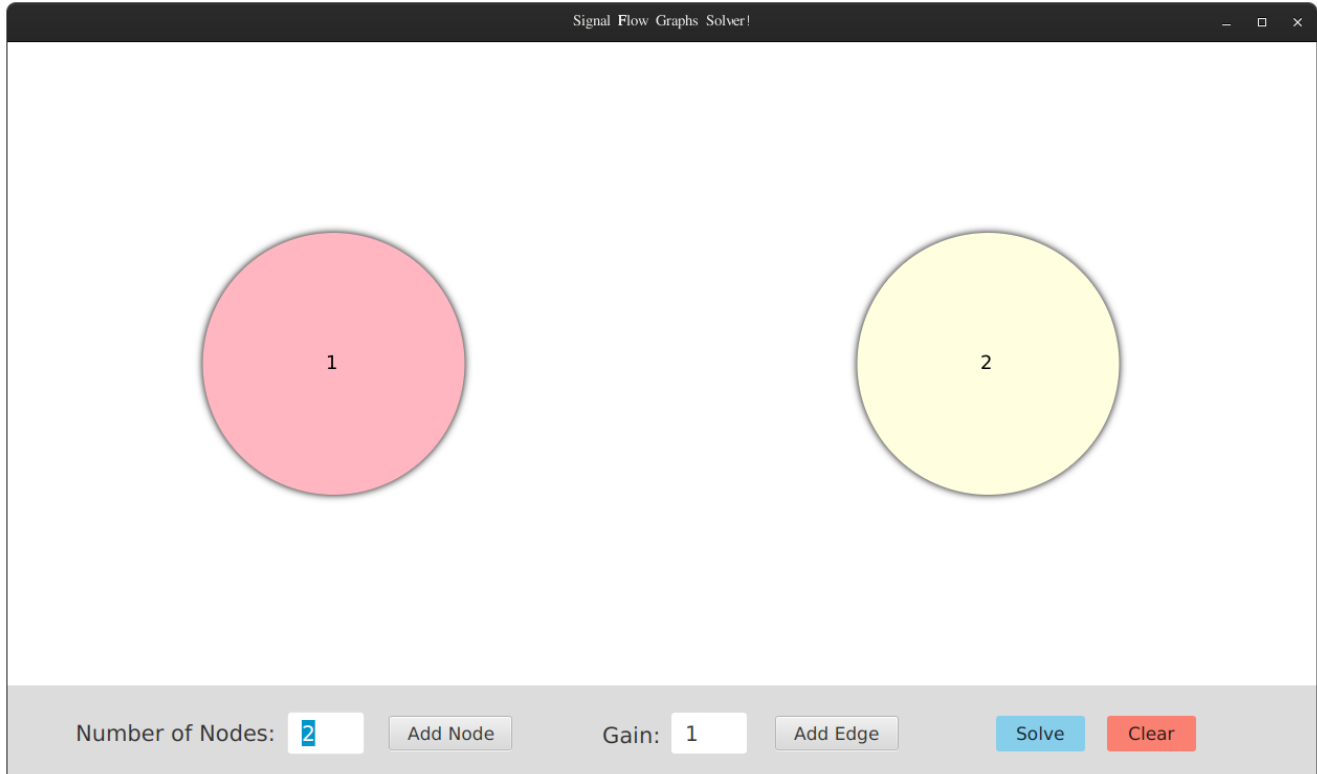 Signal Flow Graphs Solver!
1
2
Number of Nodes: 2 Add Node Gain: 1 Add Edge Solve Clear